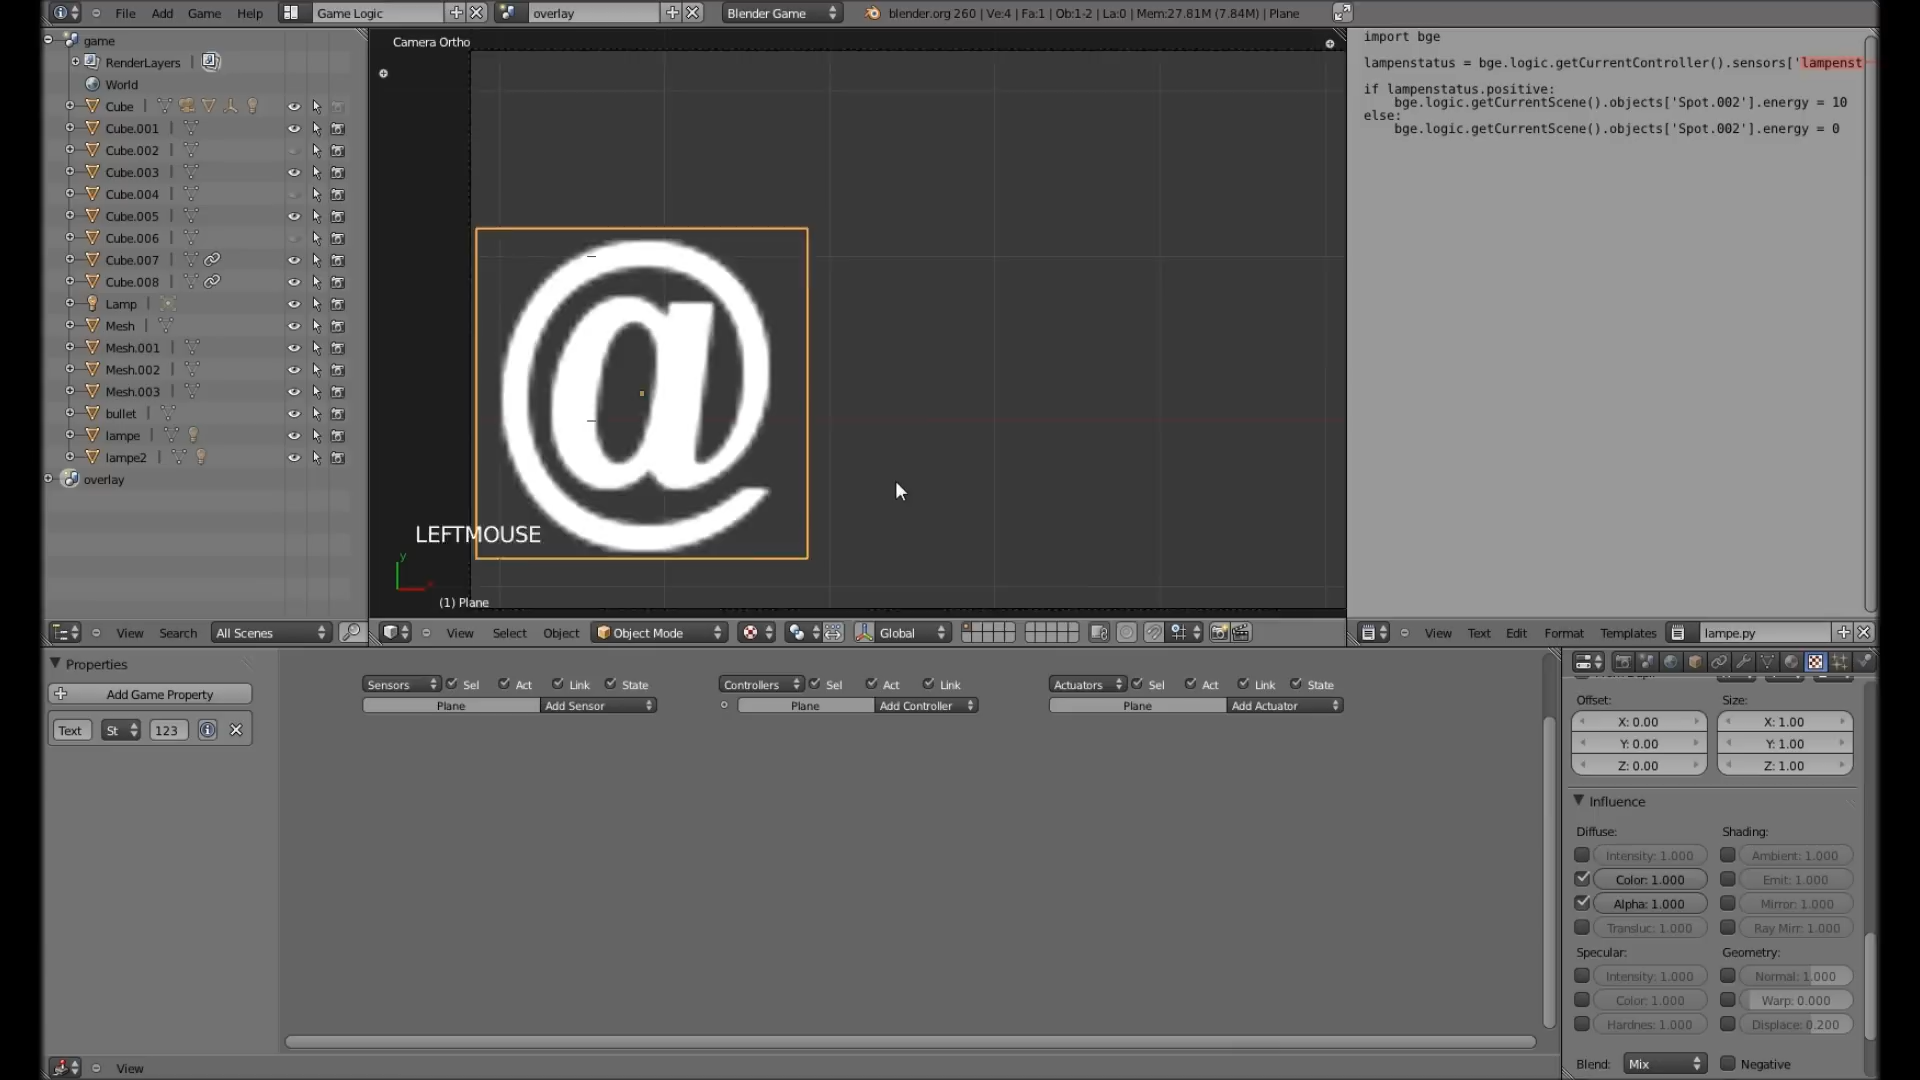 File Add Game Help Game Logic overlay Blender Game blender.org 260 | Ve:4 | Fa:1 | Ob:1-2 | La:0 | Mem:27.81M (7.84M) | Plane
game
RenderLayers |
World
Cube |
Cube.001 |
Cube.002 |
Cube.003 |
Cube.004 |
Cube.005 |
Cube.006 |
Cube.007 |
Cube.008 |
Lamp |
Mesh |
Mesh.001 |
Mesh.002 |
Mesh.003 |
bullet |
lampe |
lampe2 |
overlay
View Search All Scenes
Camera Ortho
@
LEFTMOUSE
y
(1) Plane
View Select Object Object Mode Global
import bge
lampenstatus = bge.logic.getCurrentController().sensors['lampenst
if lampenstatus.positive:
bge.logic.getCurrentScene().objects['Spot.002'].energy = 10
else:
bge.logic.getCurrentScene().objects['Spot.002'].energy = 0
View Text Edit Format Templates lampe.py
Properties
Add Game Property
Text St 123
Sensors Sel Act Link State
Plane Add Sensor
Controllers Sel Act Link
Plane Add Controller
Actuators Sel Act Link State
Plane Add Actuator
View
Offset: Size:
X: 0.00 X: 1.00
Y: 0.00 Y: 1.00
Z: 0.00 Z: 1.00
Influence
Diffuse: Shading:
Intensity: 1.000 Ambient: 1.000
Color: 1.000 Emit: 1.000
Alpha: 1.000 Mirror: 1.000
Transluc: 1.000 Ray Mirr: 1.000
Specular: Geometry:
Intensity: 1.000 Normal: 1.000
Color: 1.000 Warp: 0.000
Hardnes: 1.000 Displace: 0.200
Blend: Mix Negative